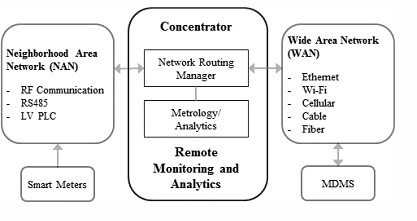 Concentrator
Neighborhood Area
Network (NAN)
- RF Communication
- RS485
- LV PLC
Smart Meters
Network Routing
Manager
Metrology/
Analytics
Remote
Monitoring and
Analytics
Wide Area Network
(WAN)
- Ethernet
- Wi-Fi
- Cellular
- Cable
- Fiber
MDMS